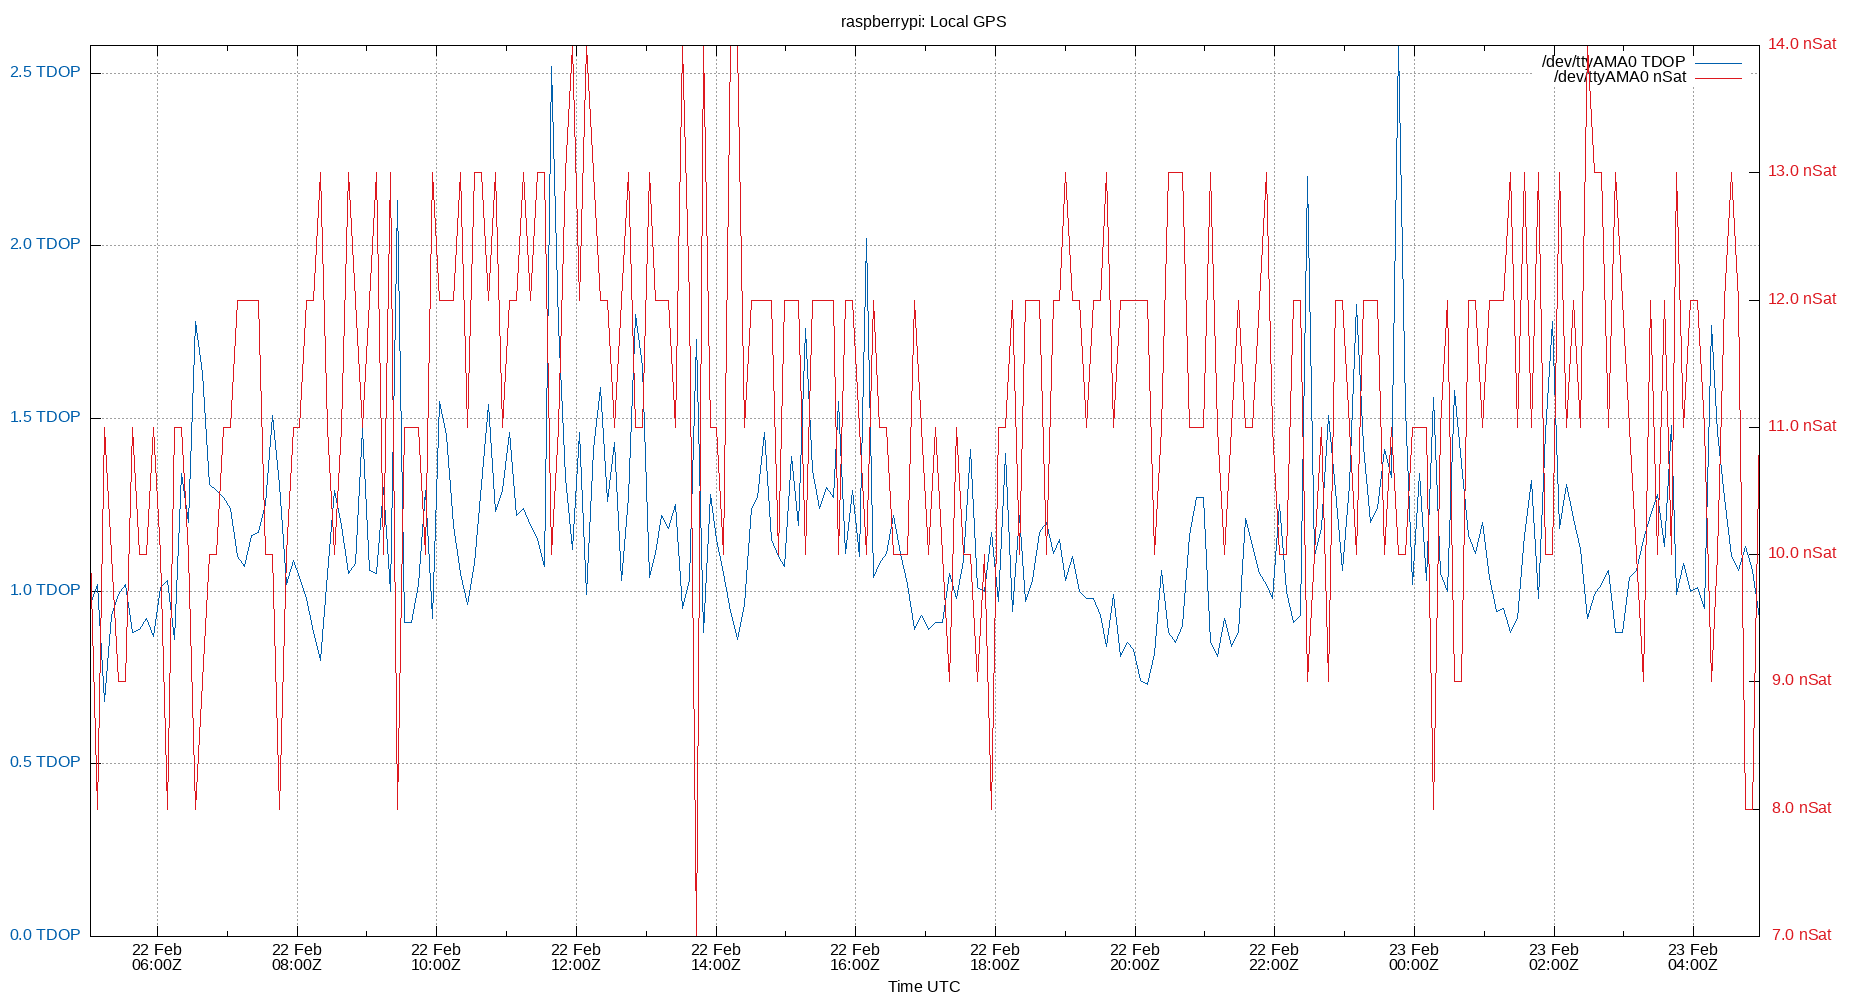 raspberrypi: Local GPS
14.0 nSat
/dev/ttyAMA0 TDOP
2.5 TDOP
/dev/ttyAMA0 nSat
13.0 nSat
2.0 TDOP
12.0 nSat
1.5 TDOP
11.0 nSat
10.0 nSat
1.0 TDOP
9.0 nSat
0.5 TDOP
8.0 nSat
0.0 TDOP
7.0 nSat
22 Feb 22 Feb 22 Feb 22 Feb 22 Feb 22 Feb 22 Feb 22 Feb 22 Feb 23 Feb 23 Feb 23 Feb
06:00Z 08:00Z 10:00Z 12:00Z 14:00Z 16:00Z 18:00Z 20:00Z 22:00Z 00:00Z 02:00Z 04:00Z
Time UTC